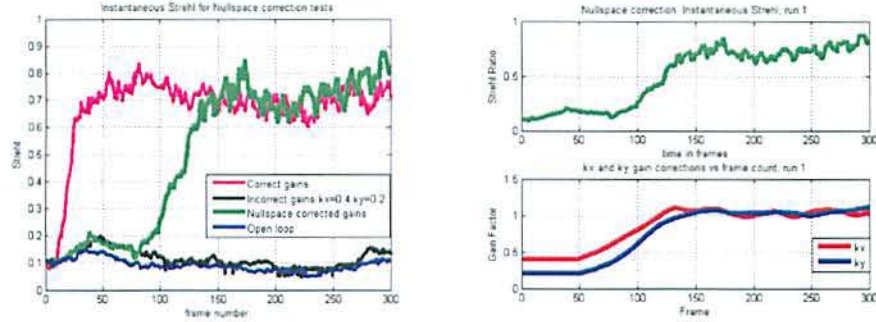 Instantaneous Strehl for Nullspace correction tests
Strehl
0.9
0.8
0.7
0.6
0.5
0.4
0.3
0.2
0.1
0
0
50
100
150
200
250
300
frame number
Correct gains
Incorrect gains kx=0.4 ky=0.2
Nullspace corrected gains
Open loop
Nullspace correction: Instantaneous Strehl, run 1
Strehl Ratio
1
0.5
0
0
50
100
150
200
250
300
time in frames
kx and ky gain corrections vs frame count, run 1
Gain Factor
1.5
1
0.5
0
0
50
100
150
200
250
300
Frame
kx
ky